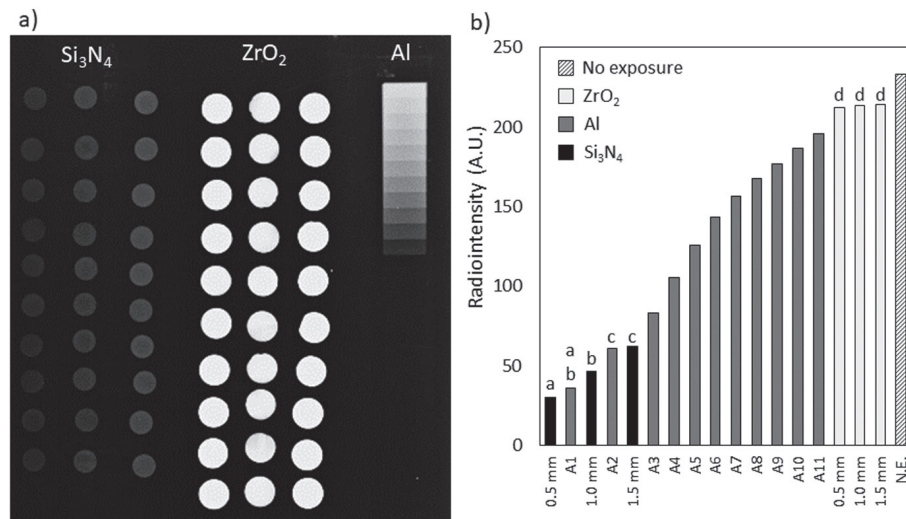 a)
Si₃N₄ ZrO₂ Al
b)
250
200
150
100
50
0
Radiointensity (A.U.)
No exposure
ZrO₂
Al
Si₃N₄
a
a
b
b
c
c
d d d
0.5 mm
A1
1.0 mm
A2
1.5 mm
A3
A4
A5
A6
A7
A8
A9
A10
A11
0.5 mm
1.0 mm
1.5 mm
N.E.